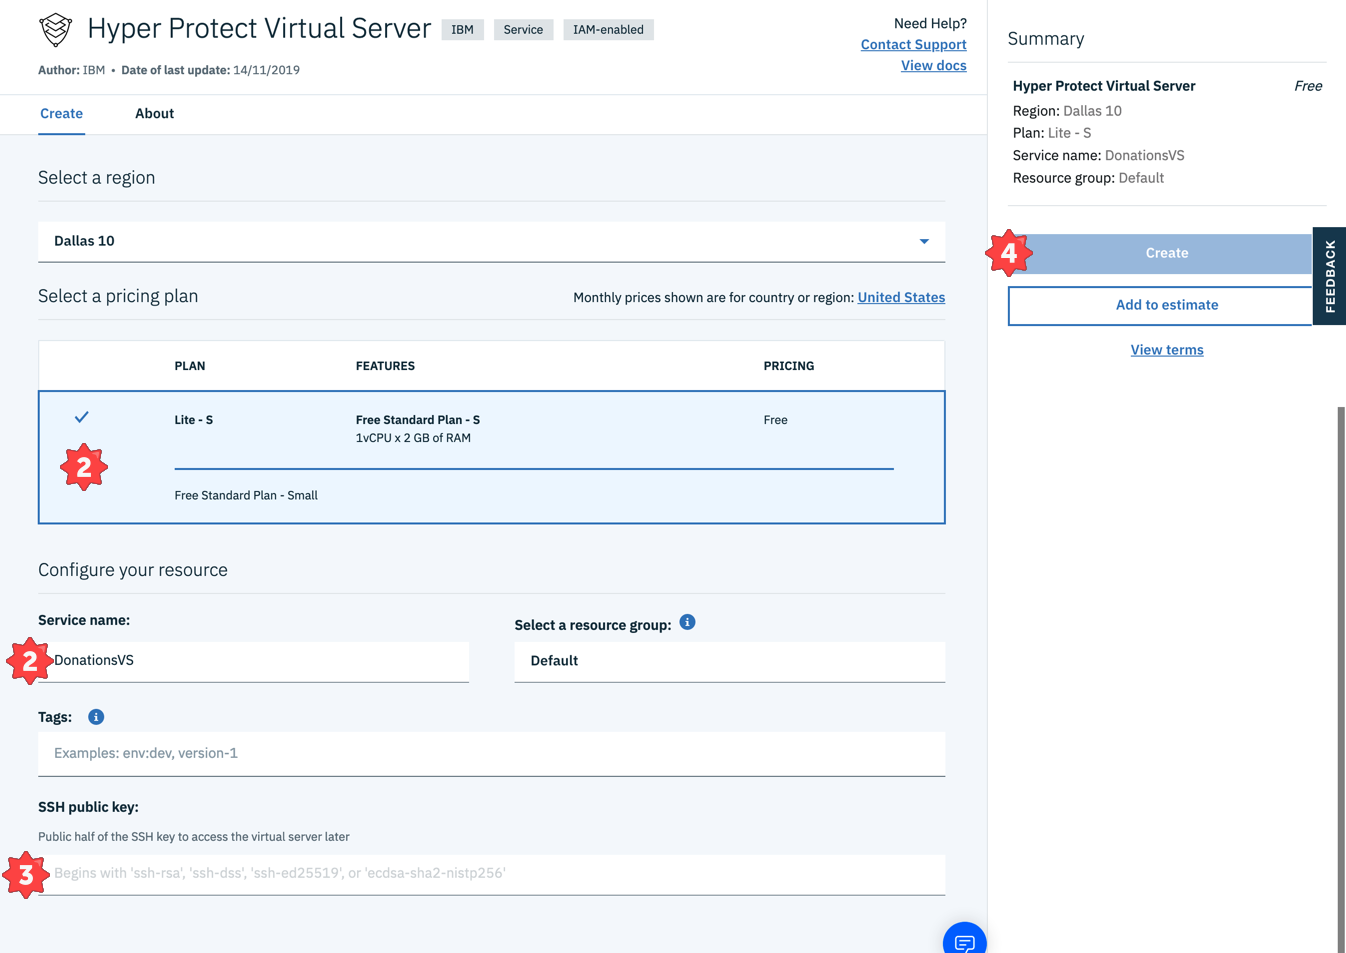 Hyper Protect Virtual Server
IBM
Service
IAM-enabled
Author: IBM • Date of last update: 14/11/2019
Need Help?
Contact Support
View docs
Create
About
Select a region
Dallas 10
Select a pricing plan
Monthly prices shown are for country or region: United States
PLAN
FEATURES
PRICING
Lite - S
Free Standard Plan - S
Free
1vCPU x 2 GB of RAM
2
Free Standard Plan - Small
Configure your resource
Service name:
Select a resource group:
2
DonationsVS
Default
Tags:
Examples: env:dev, version-1
SSH public key:
Public half of the SSH key to access the virtual server later
3
Begins with 'ssh-rsa', 'ssh-dss', 'ssh-ed25519', or 'ecdsa-sha2-nistp256'
Summary
Hyper Protect Virtual Server
Free
Region: Dallas 10
Plan: Lite - S
Service name: DonationsVS
Resource group: Default
4
Create
Add to estimate
View terms
FEEDBACK